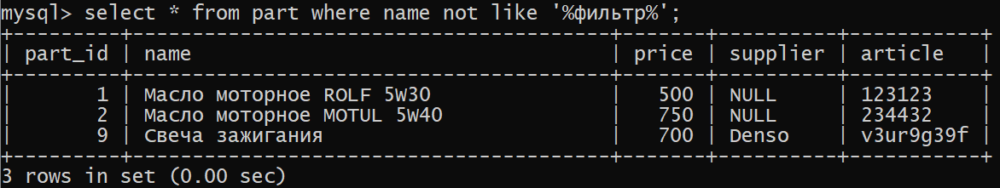 mysql> select * from part where name not like '%фильтр%';
+---------+----------------------------------------+-------+----------+-----------+
| part_id | name                                   | price | supplier | article   |
+---------+----------------------------------------+-------+----------+-----------+
|       1 | Масло моторное ROLF 5W30               |   500 | NULL     | 123123    |
|       2 | Масло моторное MOTUL 5W40              |   750 | NULL     | 234432    |
|       9 | Свеча зажигания                        |   700 | Denso    | v3ur9g39f |
+---------+----------------------------------------+-------+----------+-----------+
3 rows in set (0.00 sec)